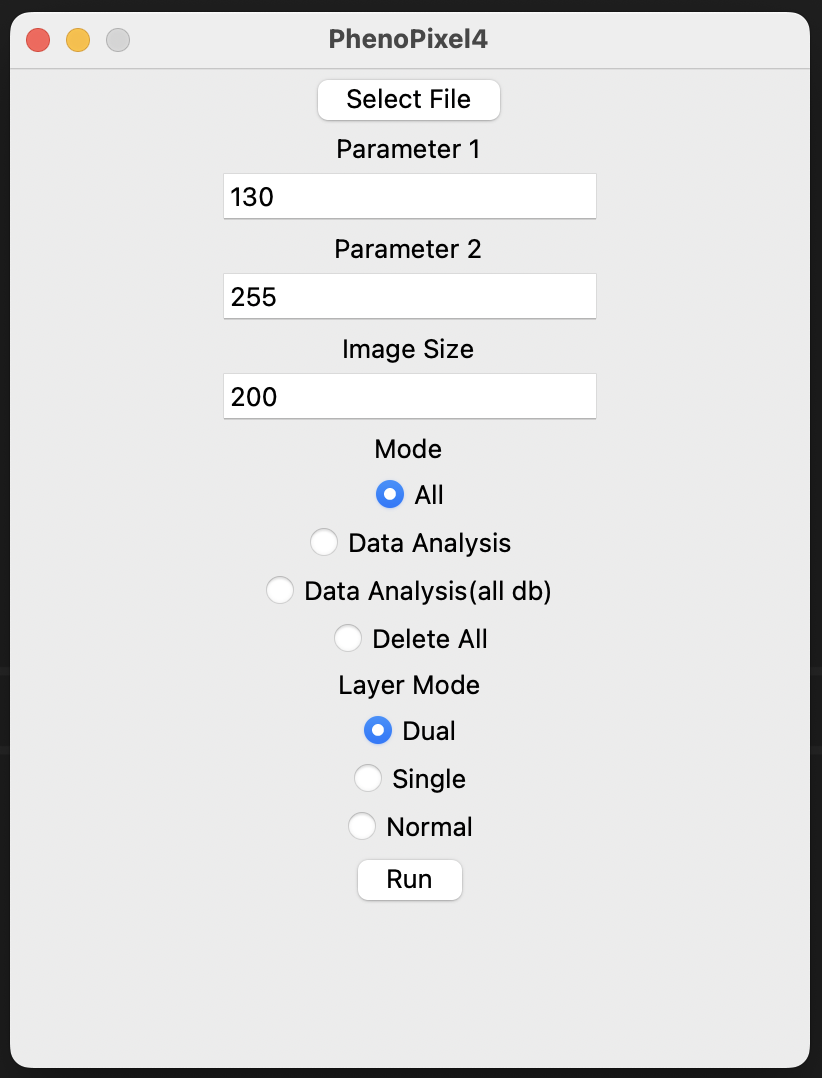 PhenoPixel4
Select File
Parameter 1
130
Parameter 2
255
Image Size
200
Mode
All
Data Analysis
Data Analysis(all db)
Delete All
Layer Mode
Dual
Single
Normal
Run